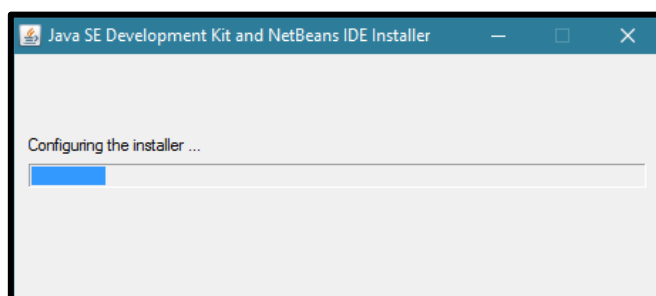 Java SE Development Kit and NetBeans IDE Installer
Configuring the installer ...